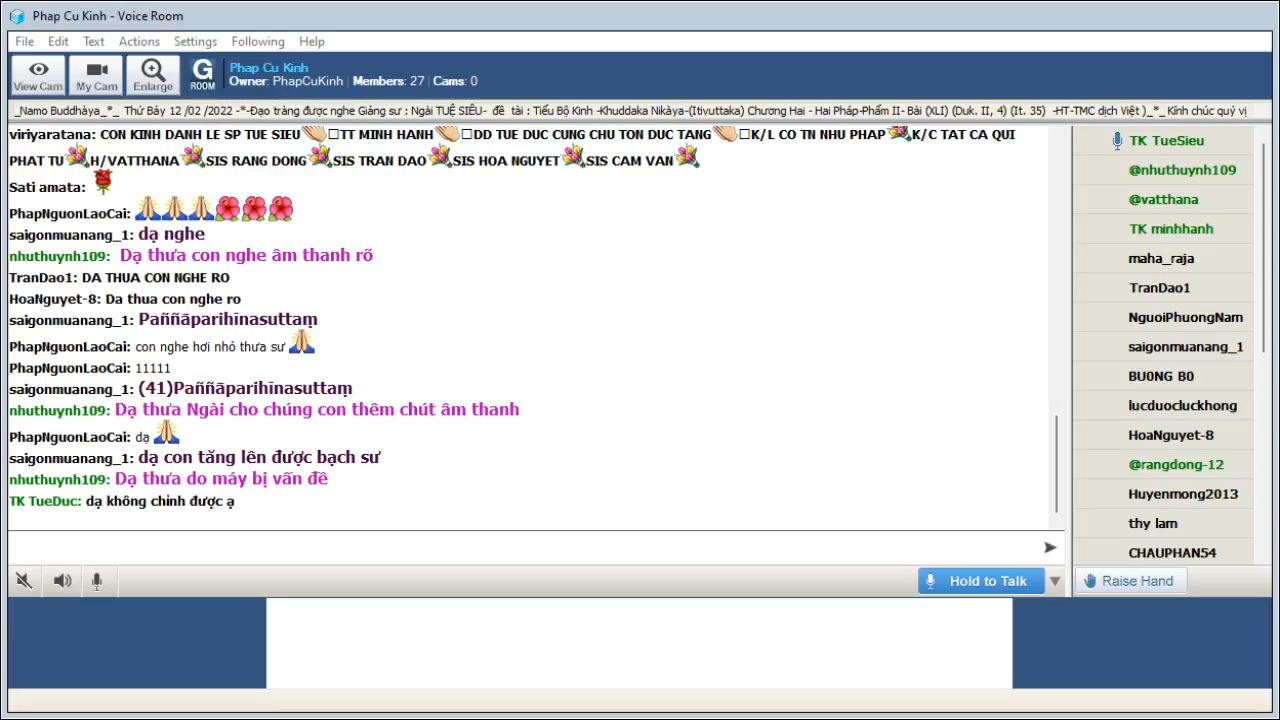 Phap Cu Kinh - Voice Room
File Edit Text Actions Settings Following Help
View Cam My Cam Enlarge G ROOM
Phap Cu Kinh
Owner: PhapCuKinh Members: 27 Cams: 0
_Namo Buddhàya_*_ Thứ Bảy 12 /02 /2022 -*-Đạo tràng được nghe Giảng sư : Ngài TUỆ SIÊU- đề tài : Tiểu Bộ Kinh -Khuddaka Nikàya-(Itivuttaka) Chương Hai - Hai Pháp-Phẩm II- Bài (XLI) (Duk. II, 4) (It. 35) -HT-TMC dịch Việt )_*_ Kính chúc quý vị
viriyaratana: CON KINH DANH LE SP TUE SIEU TT MINH HANH DD TUE DUC CUNG CHU TON DUC TANG K/L CO TN NHU PHAP K/C TAT CA QUI
PHAT TU H/VATTHANA SIS RANG DONG SIS TRAN DAO SIS HOA NGUYET SIS CAM VAN
Sati amata:
PhapNguonLaoCai:
saigonmuanang_1: dạ nghe
nhuthuynh109: Dạ thưa con nghe âm thanh rõ
TranDao1: DA THUA CON NGHE RO
HoaNguyet-8: Da thua con nghe ro
saigonmuanang_1: Paññāparihīnasuttaṃ
PhapNguonLaoCai: con nghe hơi nhỏ thưa sư
PhapNguonLaoCai: 11111
saigonmuanang_1: (41)Paññāparihīnasuttaṃ
nhuthuynh109: Dạ thưa Ngài cho chúng con thêm chút âm thanh
PhapNguonLaoCai: dạ
saigonmuanang_1: dạ con tăng lên được bạch sư
nhuthuynh109: Dạ thưa do máy bị vấn đề
TK TueDuc: dạ không chinh được ạ
TK TueSieu
@nhuthuynh109
@vatthana
TK minhhanh
maha_raja
TranDao1
NguoiPhuongNam
saigonmuanang_1
BU0NG B0
lucduocluckhong
HoaNguyet-8
@rangdong-12
Huyenmong2013
thy lam
CHAUPHAN54
Hold to Talk
Raise Hand